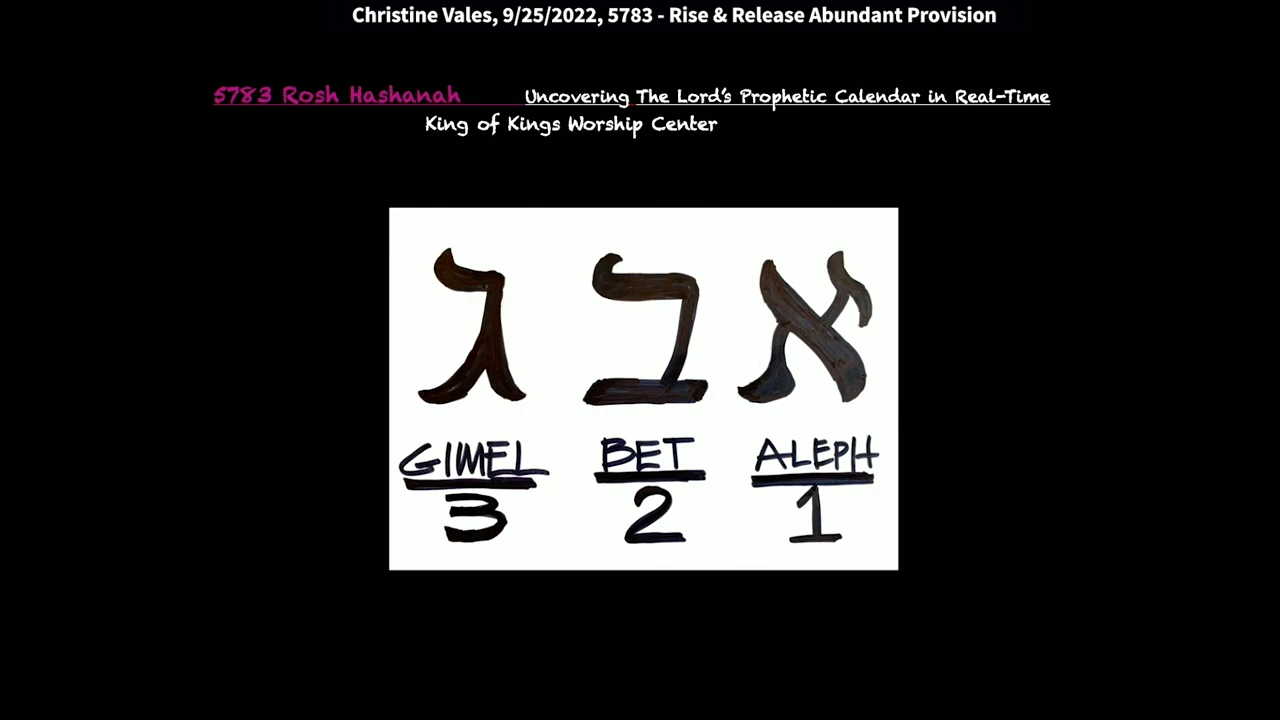 Christine Vales, 9/25/2022, 5783 - Rise & Release Abundant Provision
5783 Rosh Hashanah Uncovering The Lord's Prophetic Calendar in Real-Time
King of Kings Worship Center
א ב ג
GIMEL BET ALEPH
3 2 1